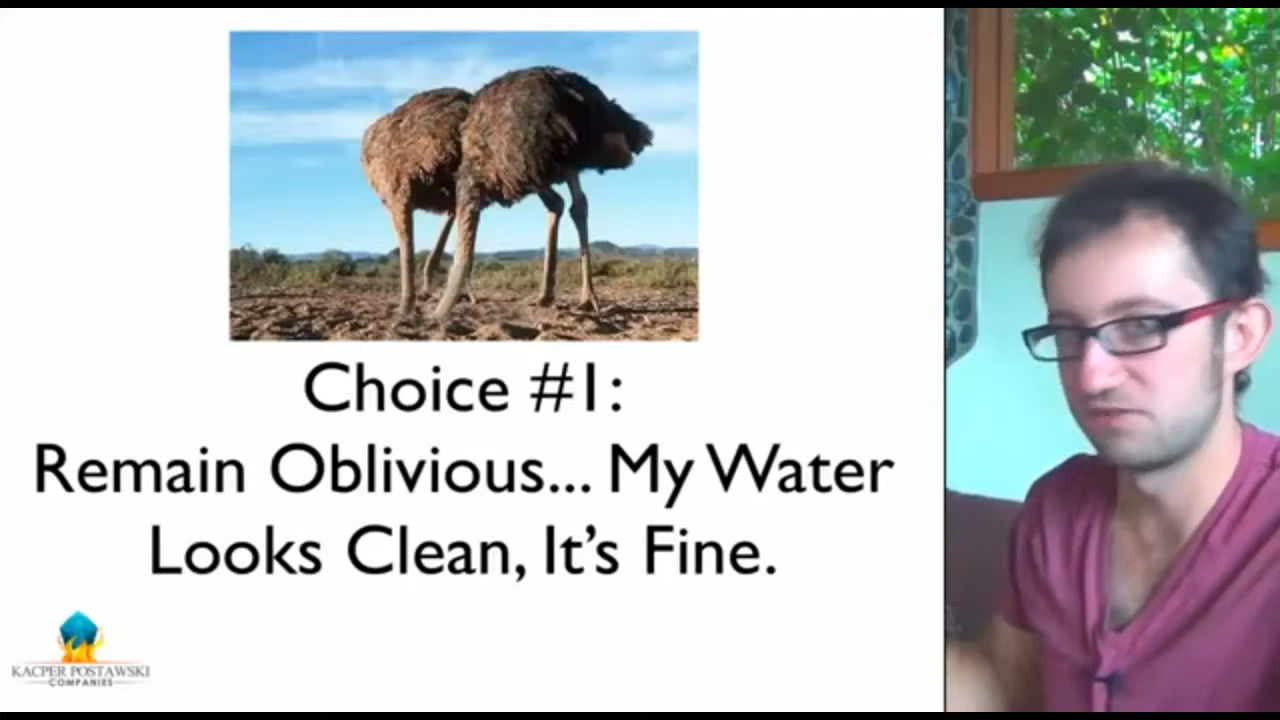 Choice #1:
Remain Oblivious... My Water
Looks Clean, It's Fine.
KACPER POSTAWSKI
COMPANIES